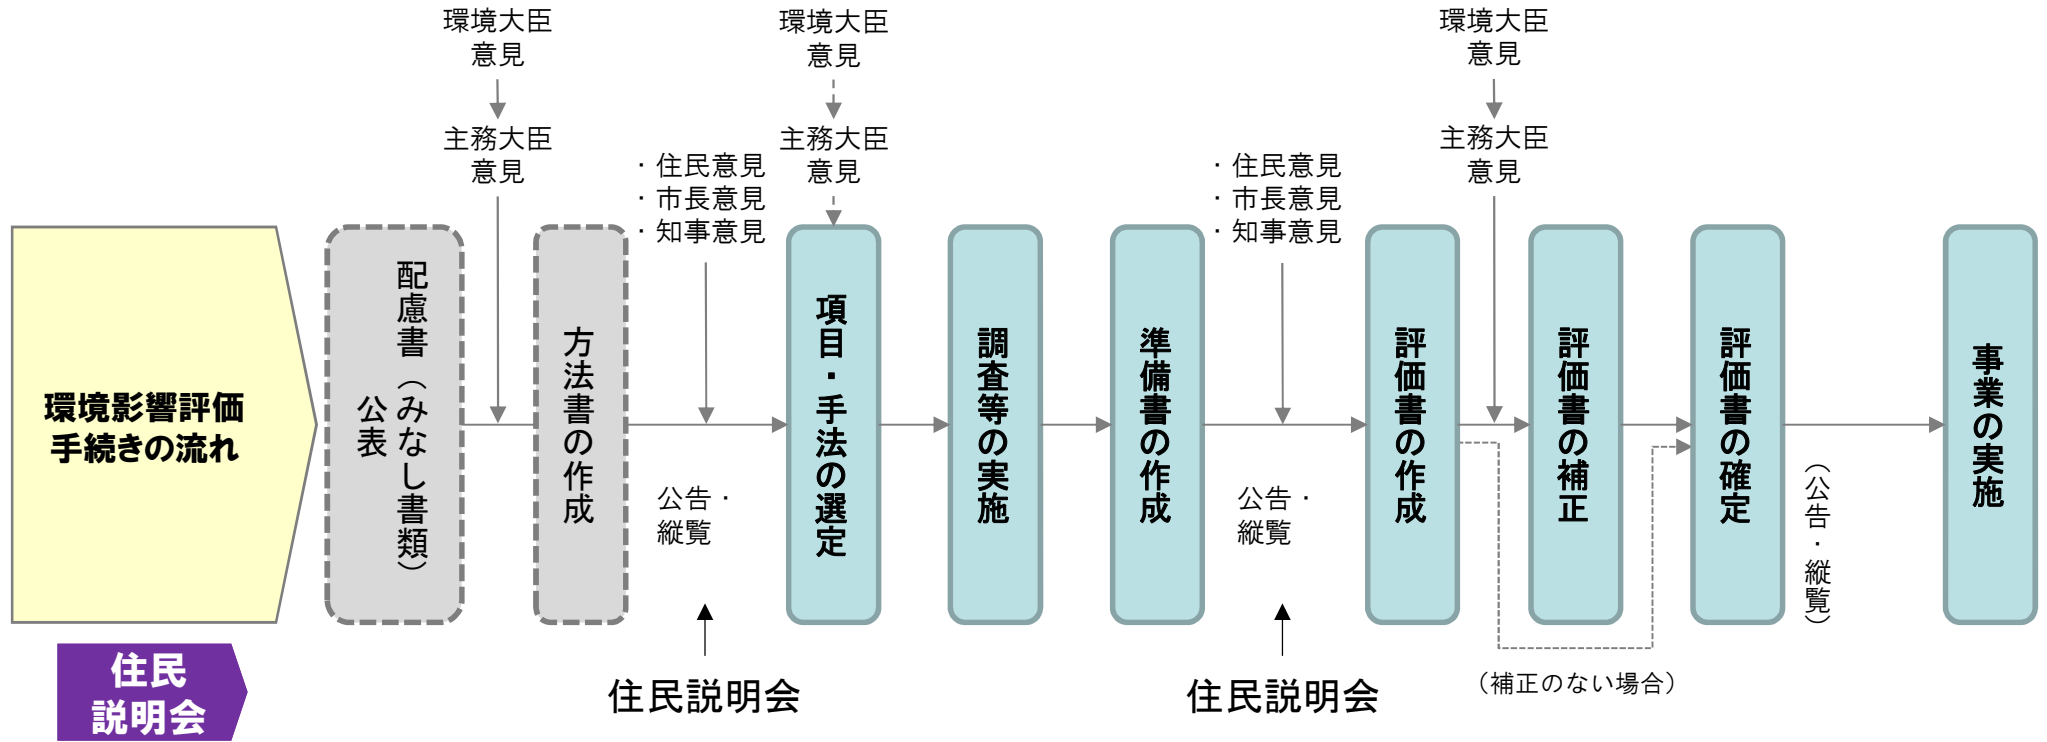 環境大臣
意見
主務大臣
意見
環境大臣
意見
主務大臣
意見
環境大臣
意見
主務大臣
意見
・住民意見
・市長意見
・知事意見
・住民意見
・市長意見
・知事意見
環境影響評価
手続きの流れ
配慮書（みなし書類）
公表
方法書の作成
公告・
縦覧
項目・手法の選定
調査等の実施
準備書の作成
公告・
縦覧
評価書の作成
評価書の補正
評価書の確定
（公告・縦覧）
事業の実施
住民
説明会
住民説明会
住民説明会
（補正のない場合）